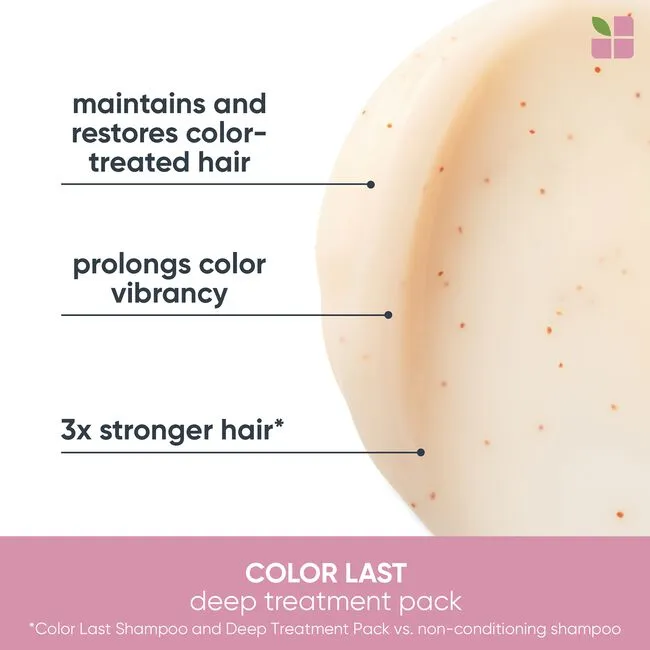 maintains and
restores color-
treated hair
prolongs color
vibrancy
3x stronger hair*
COLOR LAST
deep treatment pack
*Color Last Shampoo and Deep Treatment Pack vs. non-conditioning shampoo